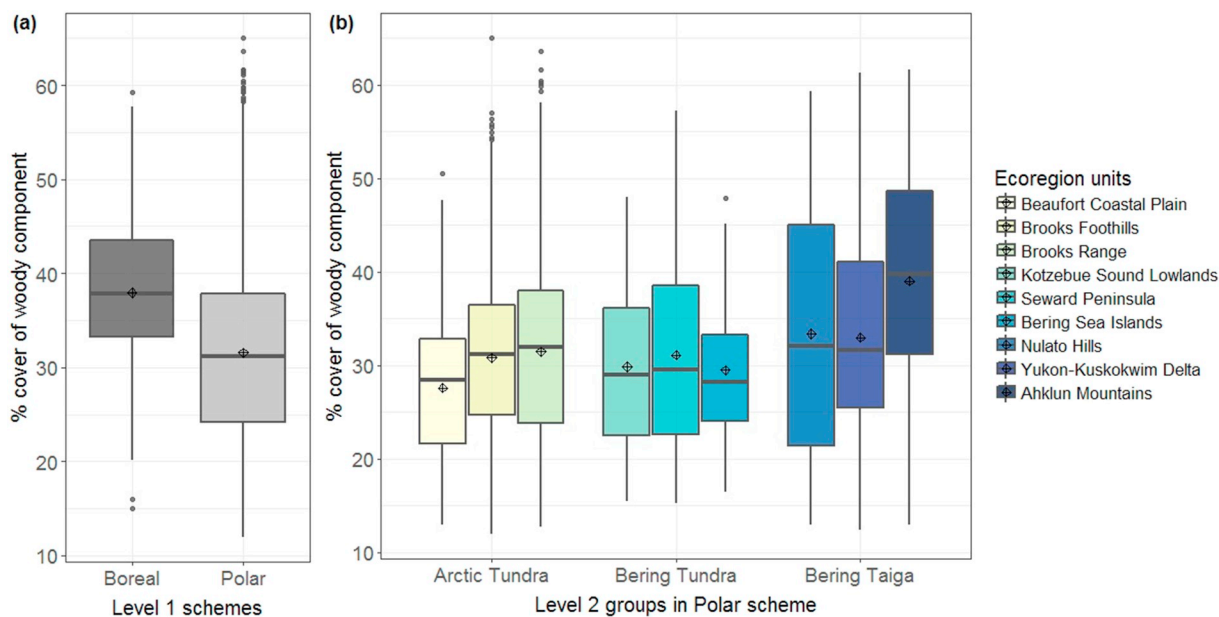 (a)
% cover of woody component
60
50
40
30
20
10
Boreal Polar
Level 1 schemes
(b)
% cover of woody component
60
50
40
30
20
10
Arctic Tundra Bering Tundra Bering Taiga
Level 2 groups in Polar scheme
Ecoregion units
Beaufort Coastal Plain
Brooks Foothills
Brooks Range
Kotzebue Sound Lowlands
Seward Peninsula
Bering Sea Islands
Nulato Hills
Yukon-Kuskokwim Delta
Ahklun Mountains